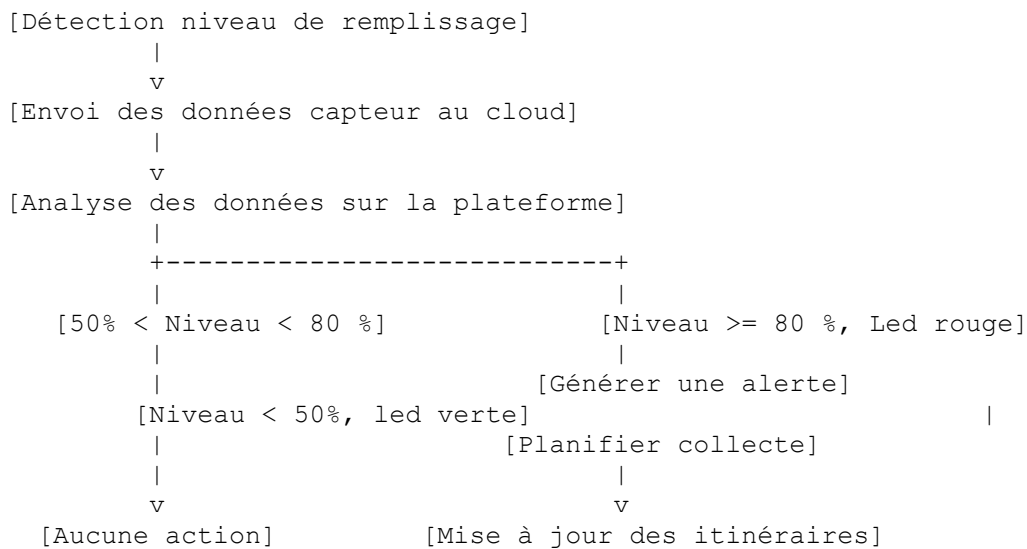 [Détection niveau de remplissage]
|
v
[Envoi des données capteur au cloud]
|
v
[Analyse des données sur la plateforme]
|
+----------------------------+
| |
[50% < Niveau < 80 %] [Niveau >= 80 %, Led rouge]
| |
| [Générer une alerte]
[Niveau < 50%, led verte] |
| [Planifier collecte]
| |
v v
[Aucune action] [Mise à jour des itinéraires]